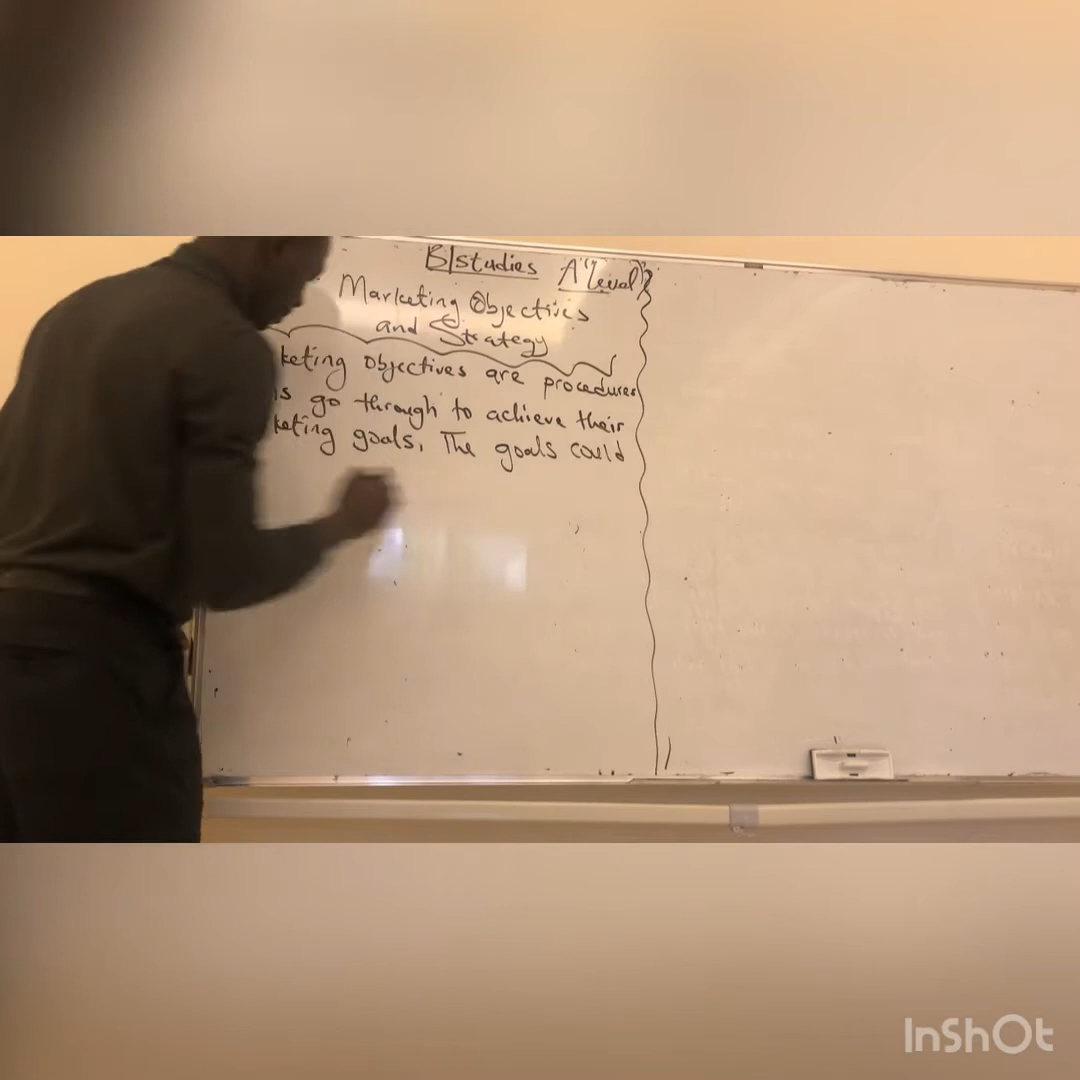 B/studies A'Level
Marketing Objectives
and Strategy
keting objectives are procedures
s go through to achieve their
keting goals. The goals could
InShOt